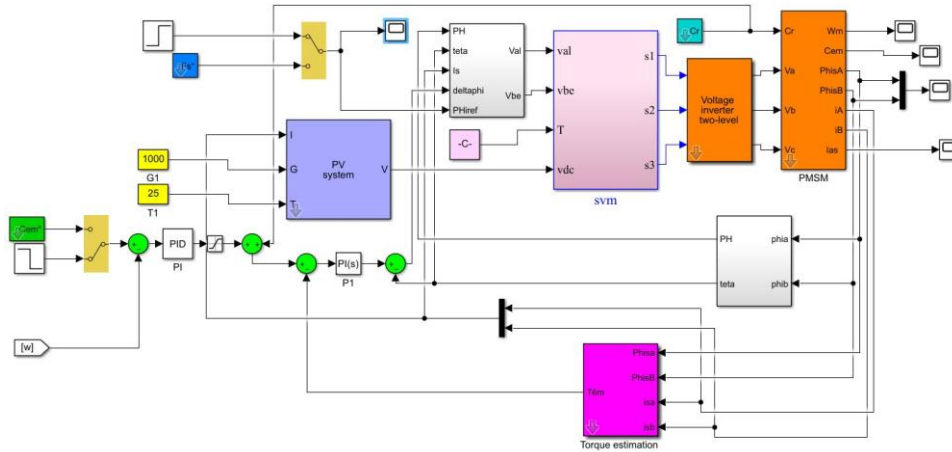 PH
teta
Is
deltaphi
PHiref
Val
Vbe
val
vbe
T
vdc
s1
s2
s3
svm
-C-
Voltage
inverter
two-level
Cr
Cr
Va
Vb
Vc
Wm
Cem
PhisA
PhisB
iA
iB
Ias
PMSM
I
G
T
PV
system
V
1000
G1
25
T1
Cem*
PID
PI
PI(s)
P1
[w]
PH
teta
phia
phib
Phisa
PhisB
isa
isb
Torque estimation